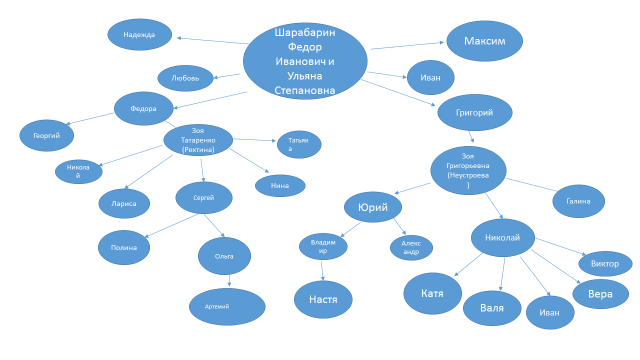 Шарабарин
Федор
Иванович и
Ульяна
Степановна
Надежда
Максим
Любовь
Иван
Федора
Григорий
Георгий
Зоя
Татаренко
(Рехтина)
Татьян
а
Никола
й
Нина
Зоя
Григорьевна
(Неустроева
)
Лариса
Сергей
Юрий
Галина
Полина
Ольга
Владим
ир
Алекс
андр
Николай
Виктор
Артемий
Настя
Катя
Валя
Иван
Вера